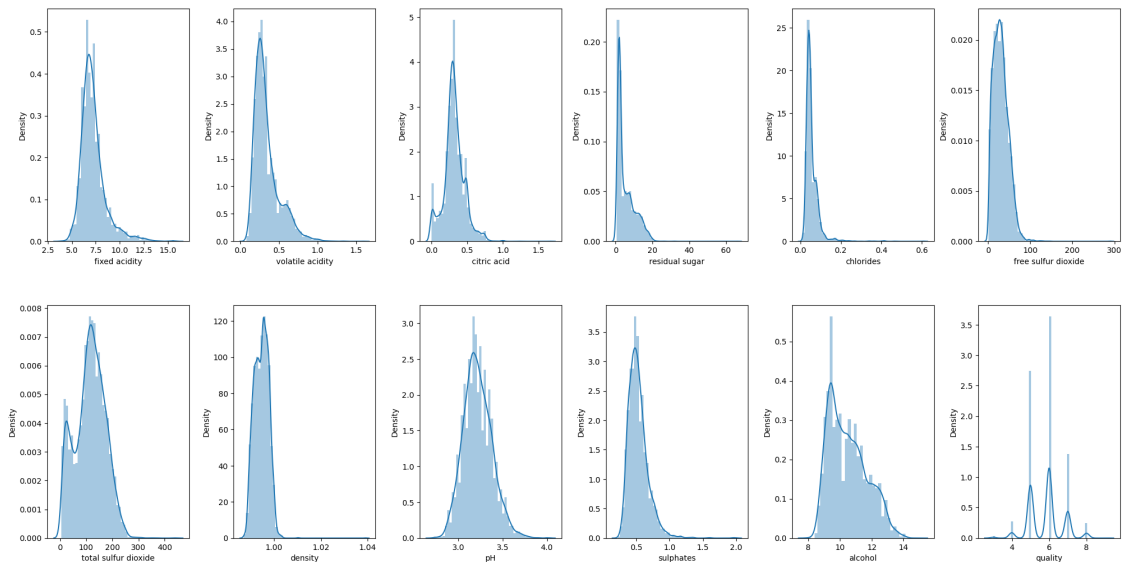 Density
0.0 0.1 0.2 0.3 0.4 0.5
2.5 5.0 7.5 10.0 12.5 15.0
fixed acidity
Density
0.0 0.5 1.0 1.5 2.0 2.5 3.0 3.5 4.0
0.0 0.5 1.0 1.5
volatile acidity
Density
0 1 2 3 4 5
0.0 0.5 1.0 1.5
citric acid
Density
0.00 0.05 0.10 0.15 0.20
0 20 40 60
residual sugar
Density
0 5 10 15 20 25
0.0 0.2 0.4 0.6
chlorides
Density
0.000 0.005 0.010 0.015 0.020
0 100 200 300
free sulfur dioxide
Density
0.000 0.001 0.002 0.003 0.004 0.005 0.006 0.007 0.008
0 100 200 300 400
total sulfur dioxide
Density
0 20 40 60 80 100 120
1.00 1.02 1.04
density
Density
0.0 0.5 1.0 1.5 2.0 2.5 3.0
3.0 3.5 4.0
pH
Density
0.0 0.5 1.0 1.5 2.0 2.5 3.0 3.5
0.5 1.0 1.5 2.0
sulphates
Density
0.0 0.1 0.2 0.3 0.4 0.5
8 10 12 14
alcohol
Density
0.0 0.5 1.0 1.5 2.0 2.5 3.0 3.5
4 6 8
quality